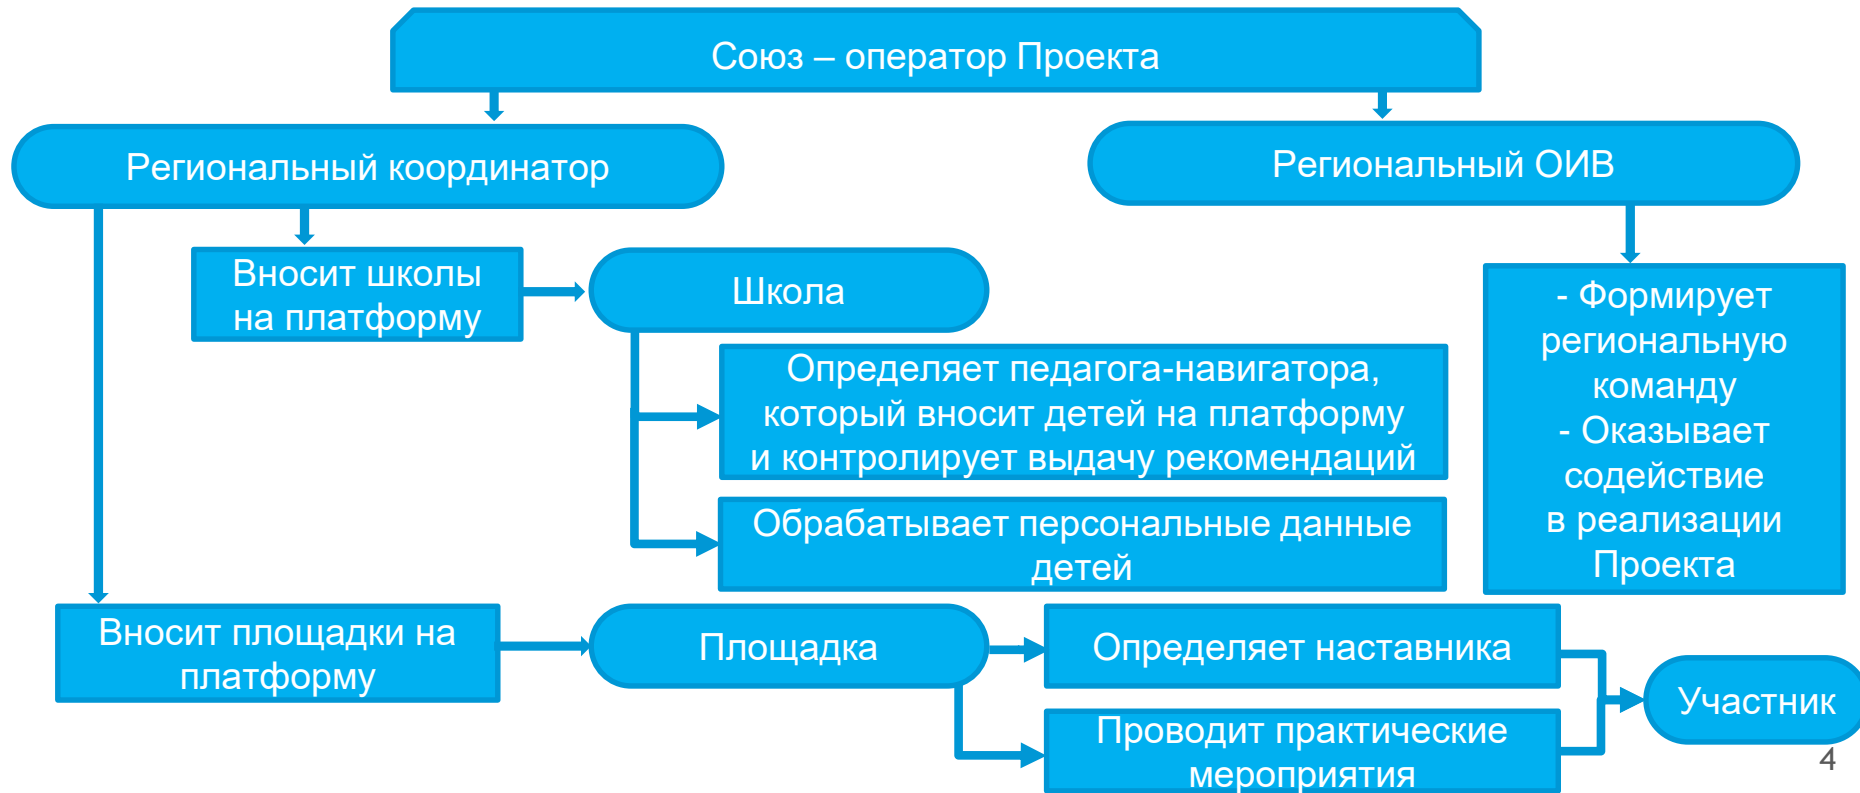 Союз – оператор Проекта
Региональный координатор
Региональный ОИВ
Вносит школы
на платформу
Школа
- Формирует
региональную
команду
- Оказывает
содействие
в реализации
Проекта
Определяет педагога-навигатора,
который вносит детей на платформу
и контролирует выдачу рекомендаций
Обрабатывает персональные данные
детей
Вносит площадки на
платформу
Площадка
Определяет наставника
Проводит практические
мероприятия
Участник
4